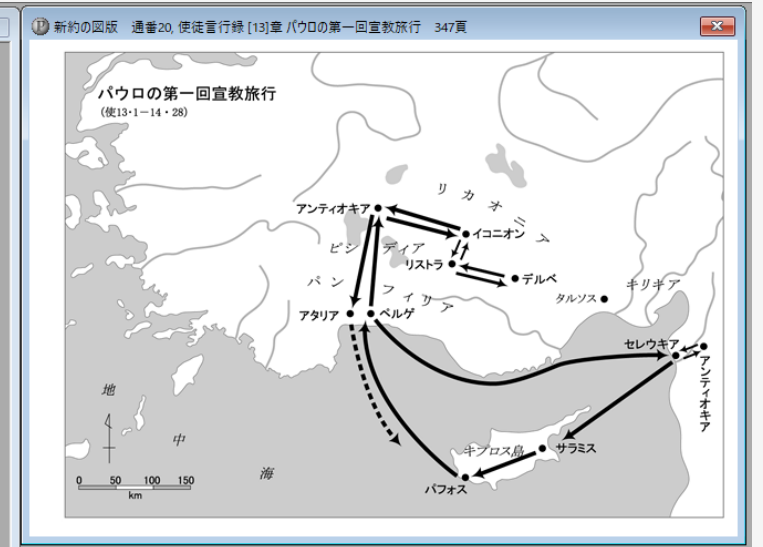 新約の図版 通番20, 使徒言行録 [13]章 パウロの第一回宣教旅行 347頁
パウロの第一回宣教旅行
(使13・1－14・28)
リカオニア
アンティオキア
イコニオン
ピシディア
リストラ
デルベ
キリキア
パンフィリア
タルソス
アタリア
ペルゲ
セレウキア
アンティオキア
地中海
キプロス島
サラミス
パフォス
0 50 100 150
km